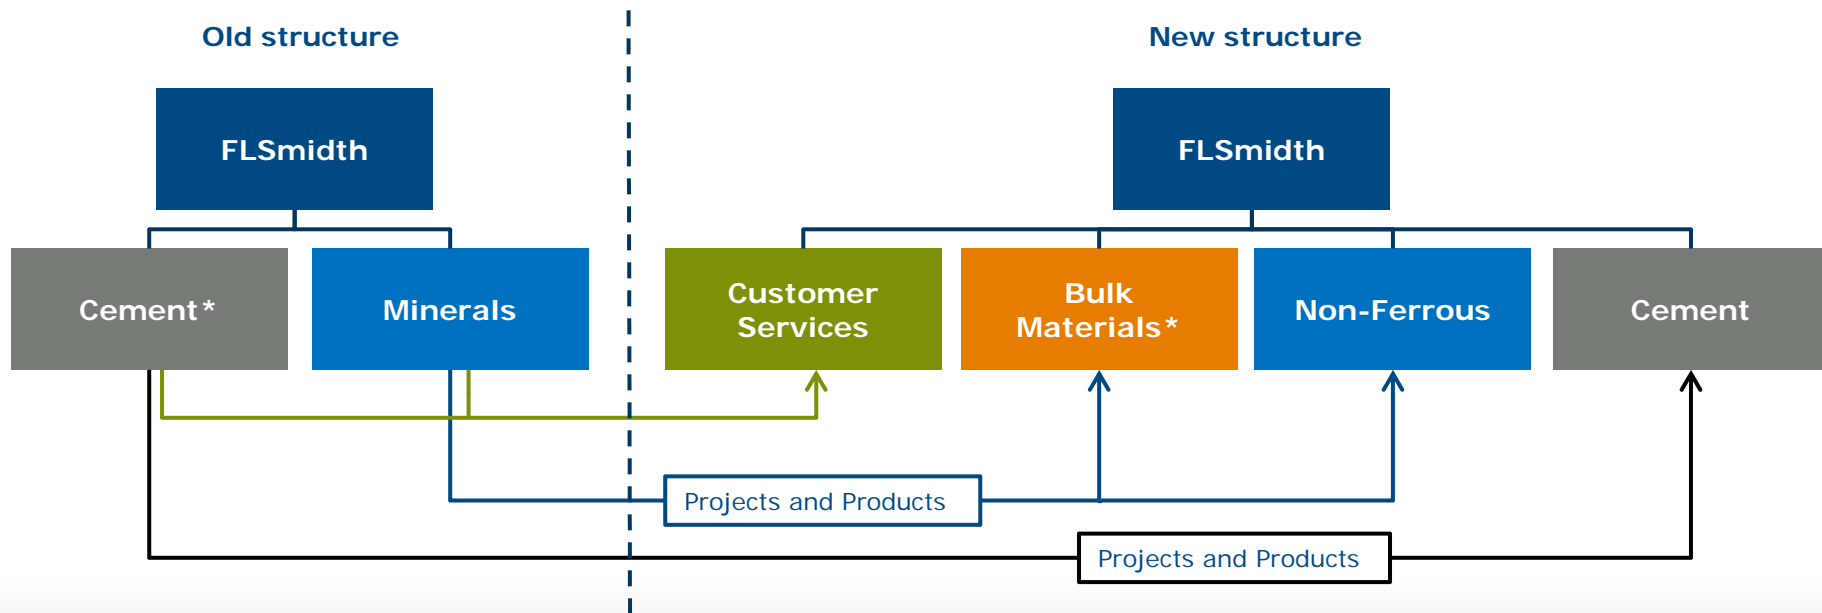 Old structure
New structure
FLSmidth
FLSmidth
Cement*
Minerals
Customer
Services
Bulk
Materials*
Non-Ferrous
Cement
Projects and Products
Projects and Products